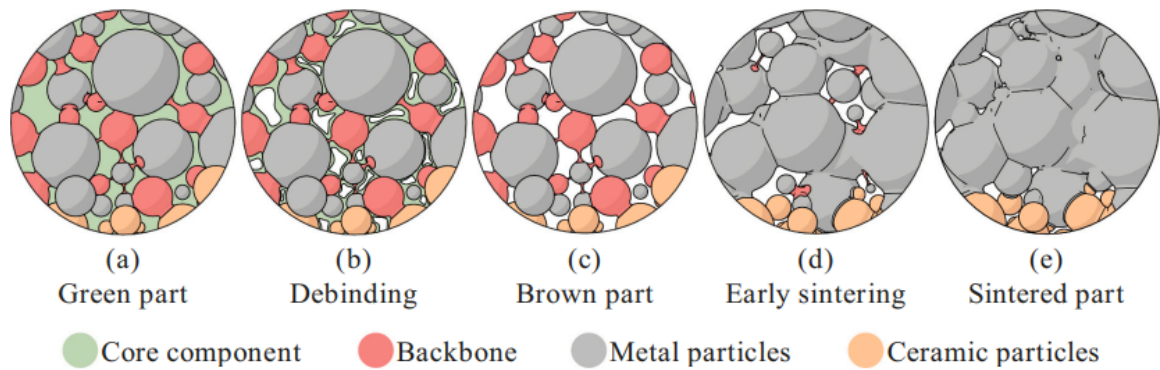 (a) (b) (c) (d) (e)
Green part Debinding Brown part Early sintering Sintered part
Core component Backbone Metal particles Ceramic particles